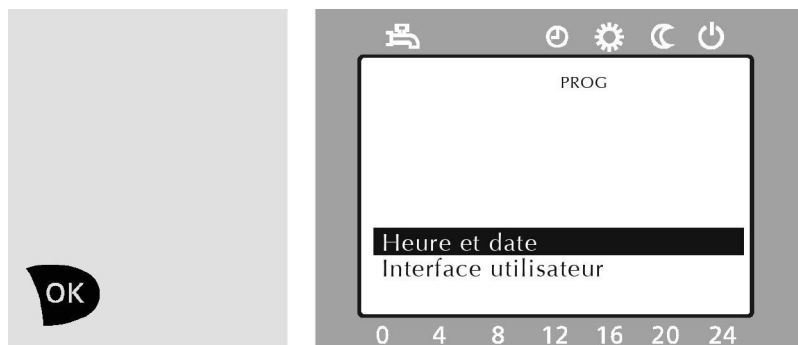 OK
PROG
Heure et date
Interface utilisateur
0 4 8 12 16 20 24